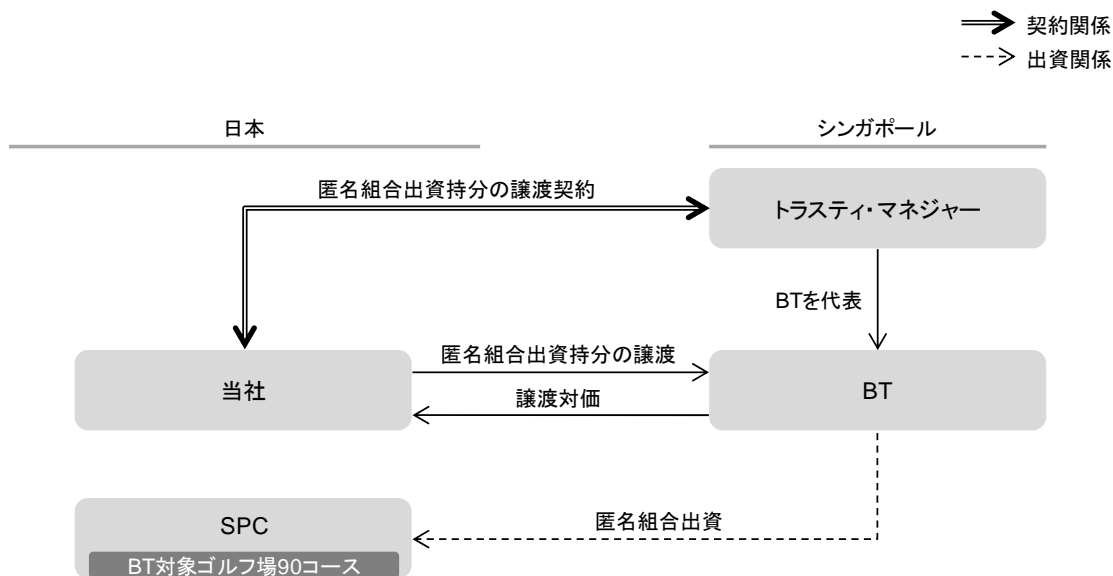 契約関係
出資関係
日本
シンガポール
匿名組合出資持分の譲渡契約
トラスティ・マネジャー
BTを代表
匿名組合出資持分の譲渡
当社
BT
譲渡対価
SPC
匿名組合出資
BT対象ゴルフ場90コース